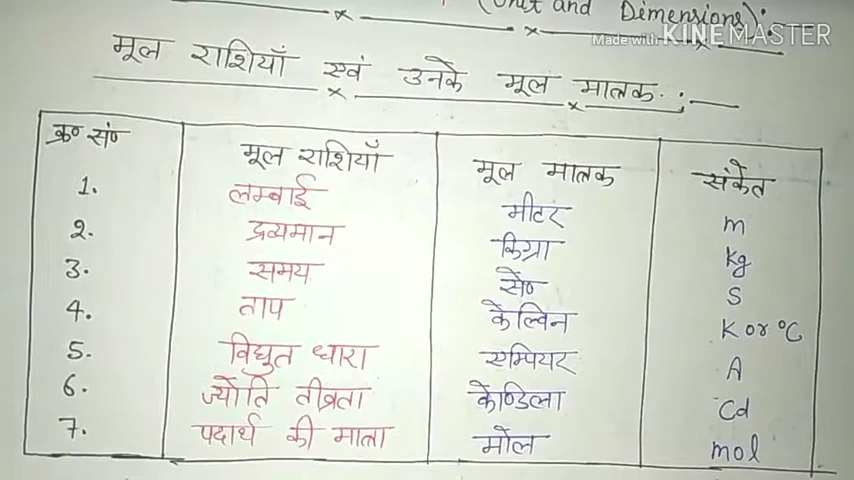 (Unit and Dimensions):-
Made with KINEMASTER
मूल राशियाँ एवं उनके मूल मात्रक :-
क्र० सं० मूल राशियाँ मूल मात्रक संकेत
1. लम्बाई मीटर m
2. द्रव्यमान किग्रा kg
3. समय से० S
4. ताप केल्विन K or °C
5. विद्युत धारा एम्पियर A
6. ज्योति तीव्रता केण्डिला Cd
7. पदार्थ की मात्रा मोल mol